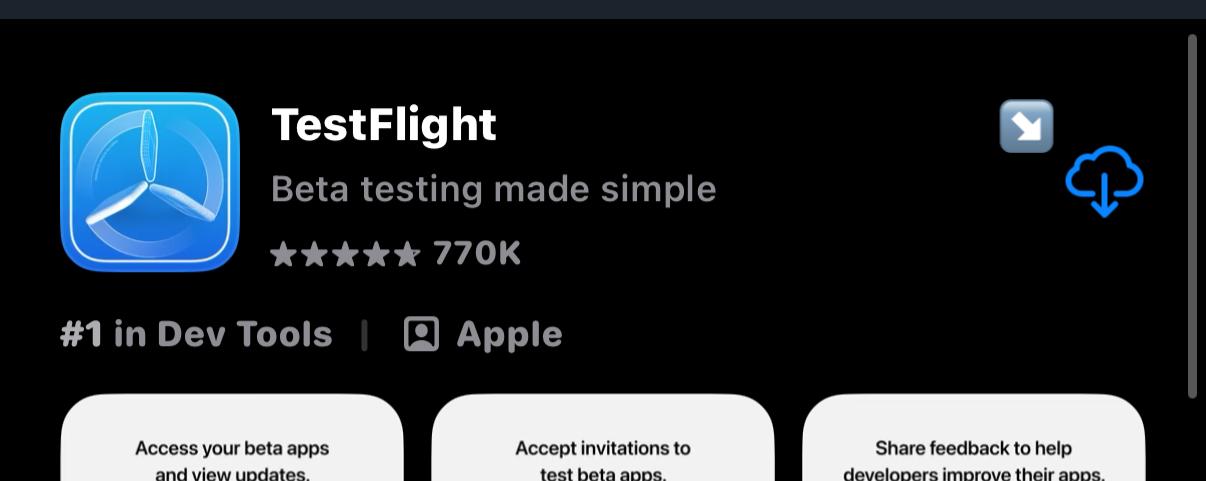 TestFlight
Beta testing made simple
★★★★★ 770K
#1 in Dev Tools | Apple
Access your beta apps
and view updates.
Accept invitations to
test beta apps.
Share feedback to help
developers improve their apps.